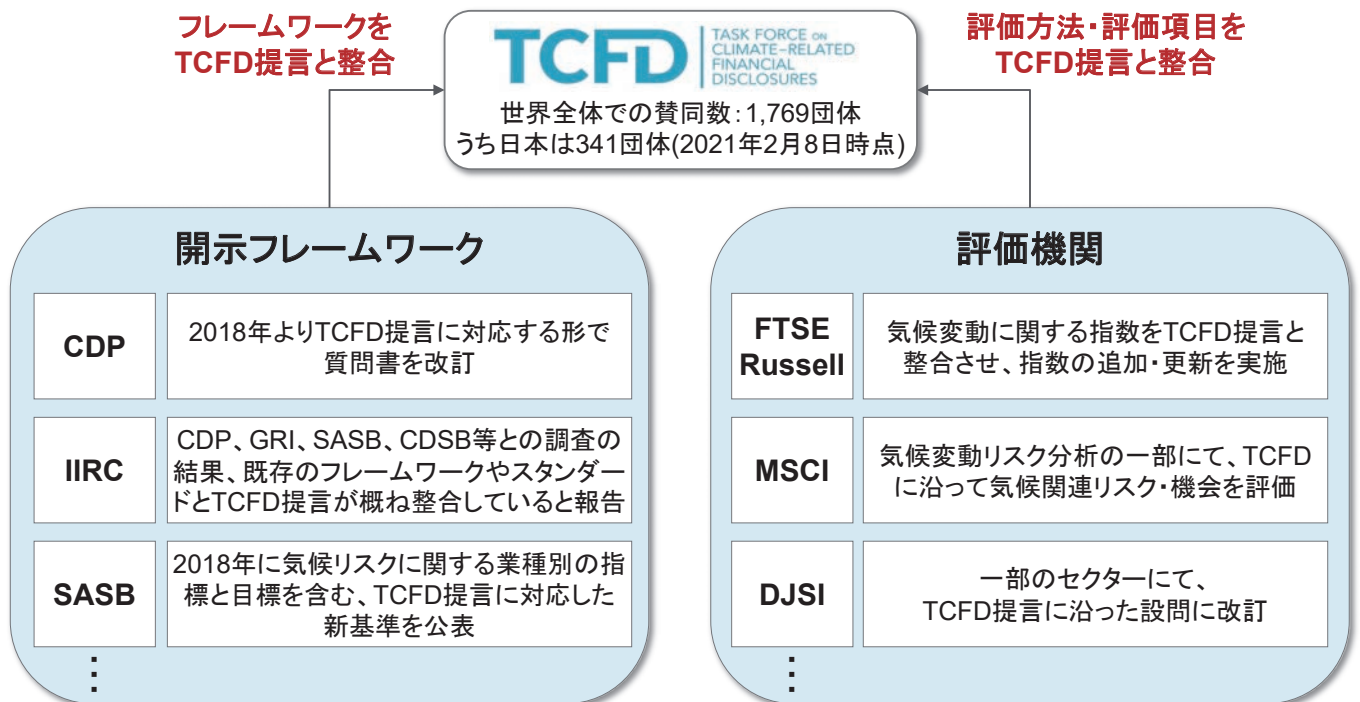 フレームワークを
TCFD提言と整合
TCFD
TASK FORCE ON
CLIMATE-RELATED
FINANCIAL
DISCLOSURES
世界全体での賛同数：1,769団体
うち日本は341団体(2021年2月8日時点)
評価方法・評価項目を
TCFD提言と整合
開示フレームワーク
CDP
2018年よりTCFD提言に対応する形で
質問書を改訂
IIRC
CDP、GRI、SASB、CDSB等との調査の
結果、既存のフレームワークやスタンダー
ドとTCFD提言が概ね整合していると報告
SASB
2018年に気候リスクに関する業種別の指
標と目標を含む、TCFD提言に対応した
新基準を公表
⋮
評価機関
FTSE
Russell
気候変動に関する指数をTCFD提言と
整合させ、指数の追加・更新を実施
MSCI
気候変動リスク分析の一部にて、TCFD
に沿って気候関連リスク・機会を評価
DJSI
一部のセクターにて、
TCFD提言に沿った設問に改訂
⋮